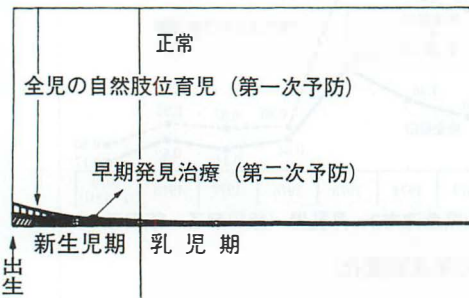 正常
全児の自然肢位育児（第一次予防）
早期発見治療（第二次予防）
新生児期
乳児期
出生